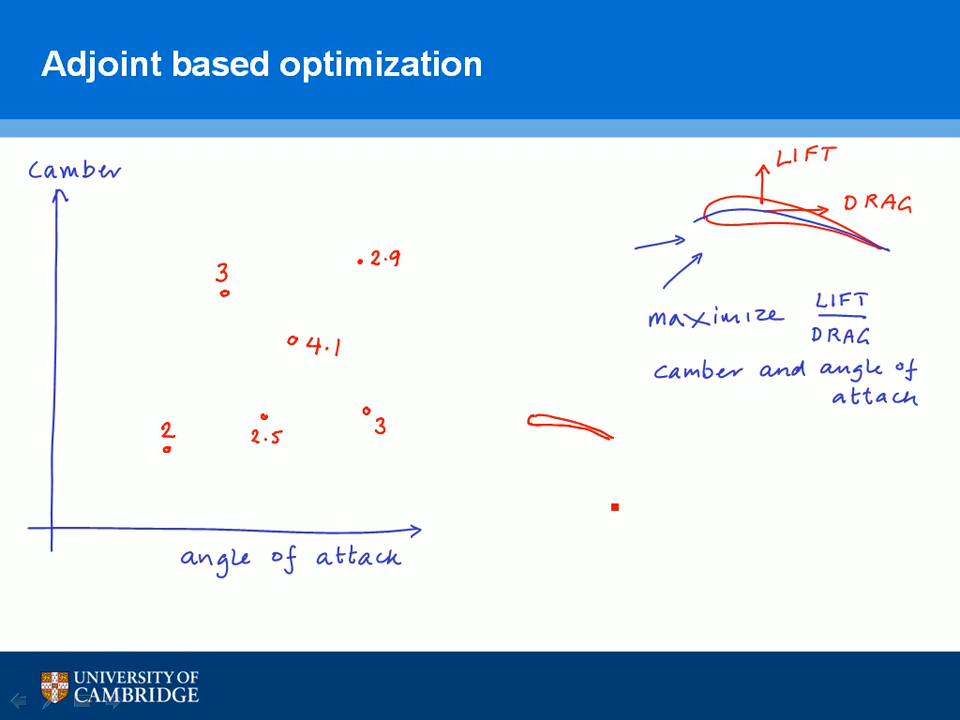 Adjoint based optimization
Camber
3
2.9
4.1
2
2.5
3
angle of attack
LIFT
DRAG
maximize LIFT
DRAG
camber and angle of
attack
UNIVERSITY OF
CAMBRIDGE